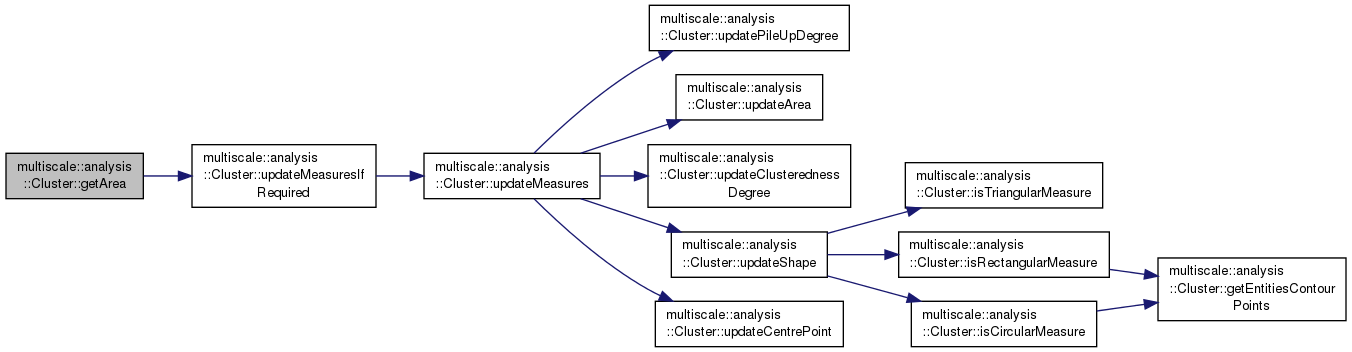 multiscale::analysis
::Cluster::getArea
multiscale::analysis
::Cluster::updateMeasuresIf
Required
multiscale::analysis
::Cluster::updateMeasures
multiscale::analysis
::Cluster::updatePileUpDegree
multiscale::analysis
::Cluster::updateArea
multiscale::analysis
::Cluster::updateClusteredness
Degree
multiscale::analysis
::Cluster::updateShape
multiscale::analysis
::Cluster::updateCentrePoint
multiscale::analysis
::Cluster::isTriangularMeasure
multiscale::analysis
::Cluster::isRectangularMeasure
multiscale::analysis
::Cluster::isCircularMeasure
multiscale::analysis
::Cluster::getEntitiesContour
Points